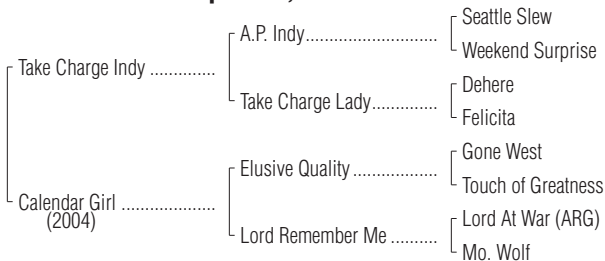 Seattle Slew
A.P. Indy
Weekend Surprise
Take Charge Indy
Dehere
Take Charge Lady
Felicita
Gone West
Elusive Quality
Touch of Greatness
Calendar Girl
(2004)
Lord At War (ARG)
Lord Remember Me
Mo. Wolf